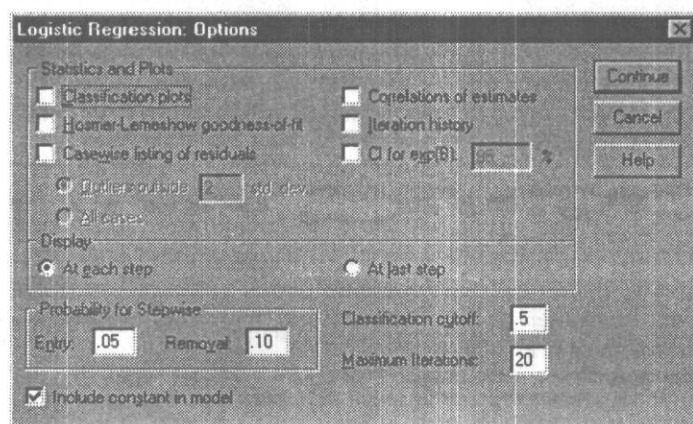 Logistic Regression: Options
Statistics and Plots
Classification plots
Hosmer-Lemeshow goodness-of-fit
Casewise listing of residuals
Outliers outside 2 std. dev.
All cases
Correlations of estimates
Iteration history
CI for exp(B): 95 %
Display
At each step
At last step
Probability for Stepwise
Entry: .05 Removal: .10
Classification cutoff: .5
Maximum Iterations: 20
Include constant in model
Continue
Cancel
Help